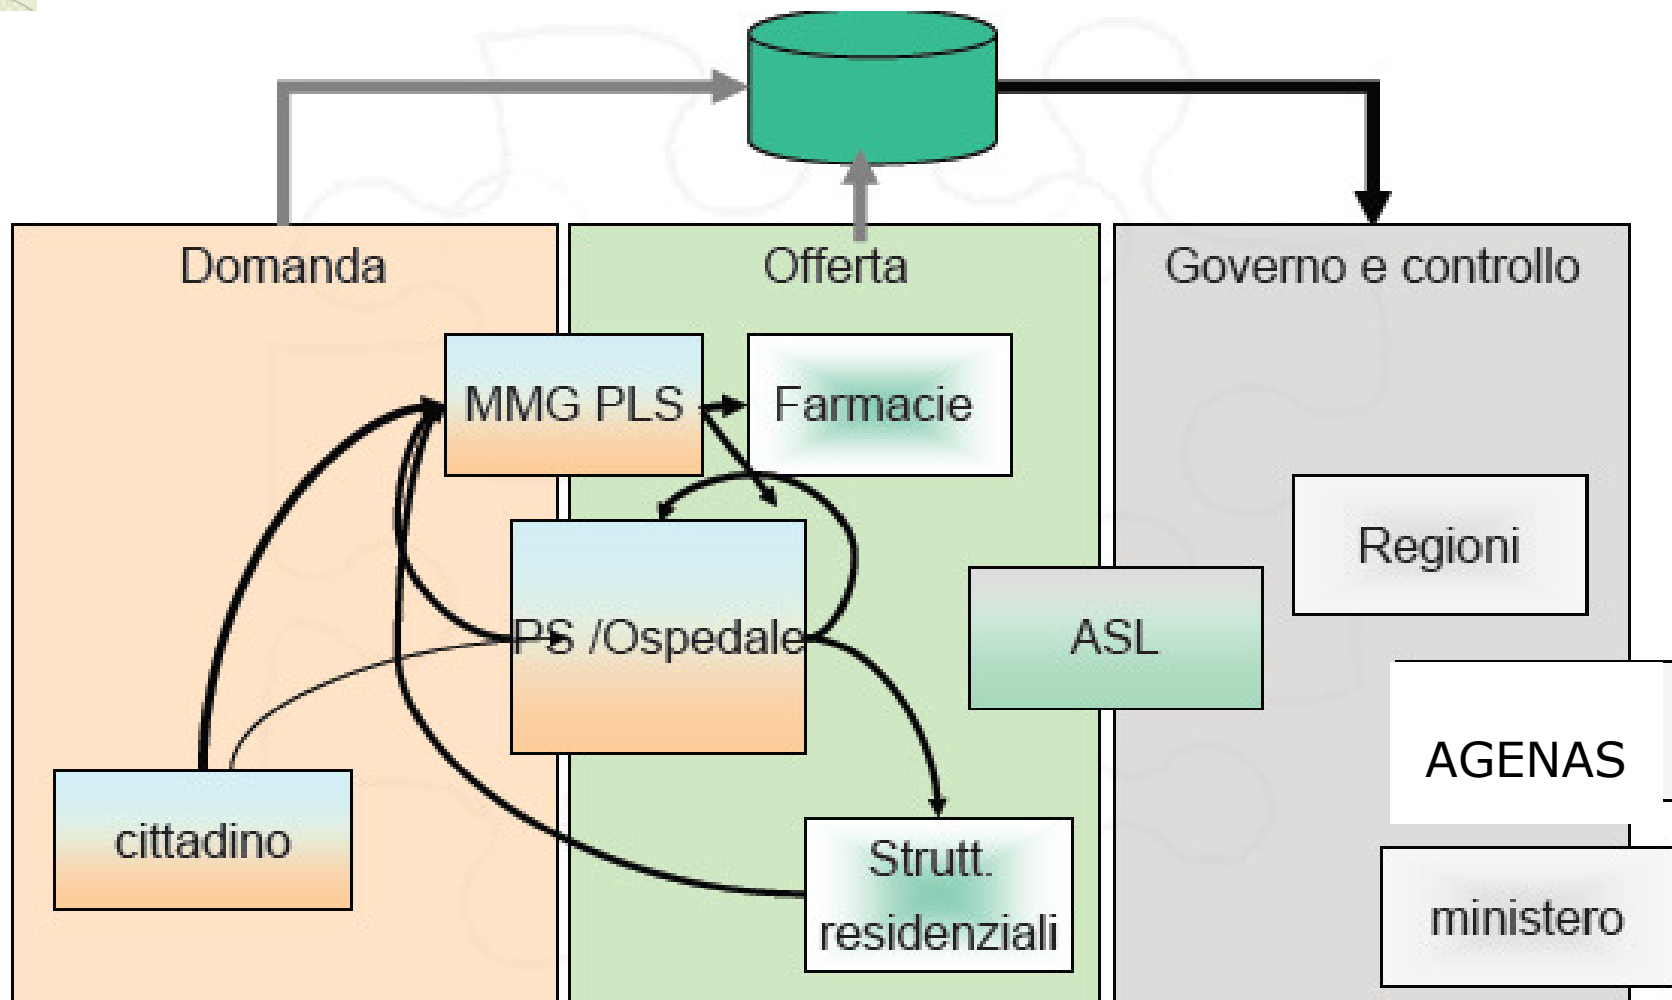 Domanda
Offerta
Governo e controllo
MMG PLS
Farmacie
Regioni
PS /Ospedale
ASL
AGENAS
cittadino
Strutt.
residenziali
ministero